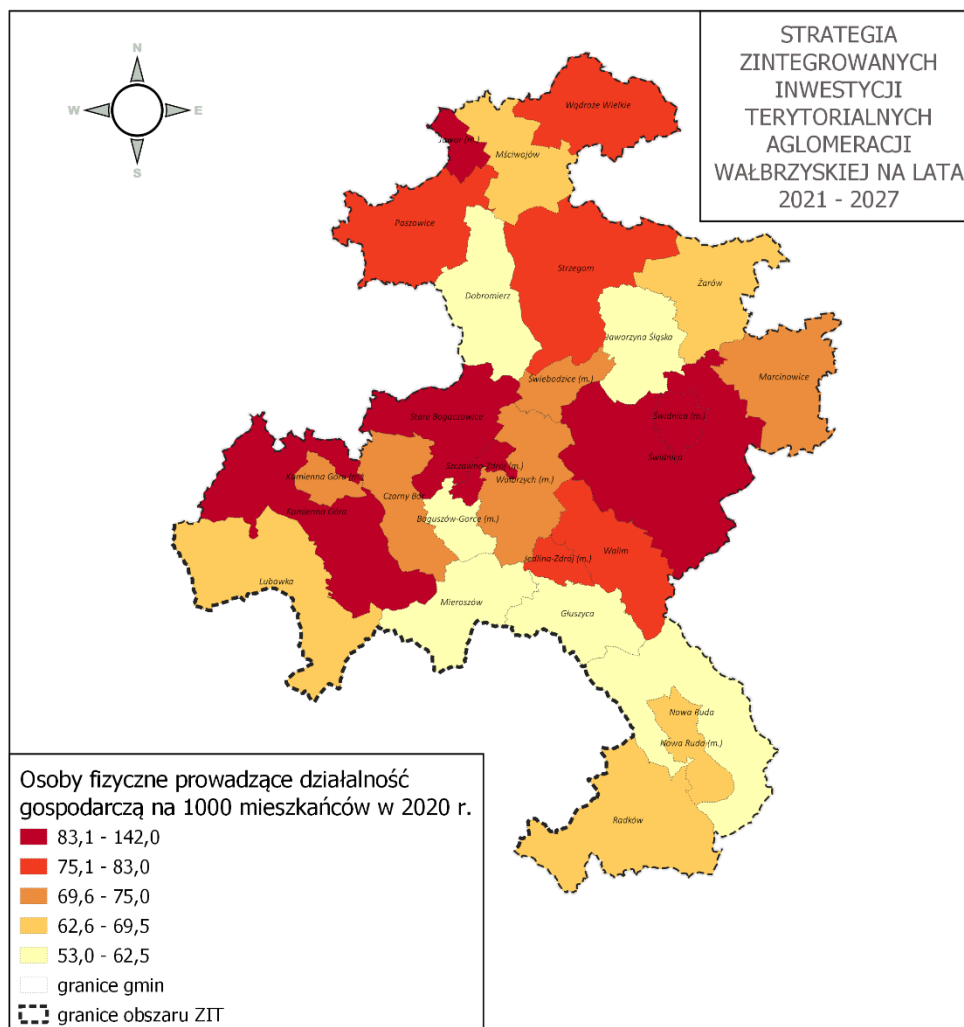 STRATEGIA
ZINTEGROWANYCH
INWESTYCJI
TERYTORIALNYCH
AGLOMERACJI
WAŁBRZYSKIEJ NA LATA
2021 - 2027
N
W
E
S
Wądroże Wielkie
Jawor (m.)
Mściwojów
Paszowice
Strzegom
Żarów
Dobromierz
Jaworzyna Śląska
Marcinowice
Świebodzice (m.)
Stare Bogaczowice
Świdnica (m.)
Świdnica
Szczawno-Zdrój (m.)
Kamienna Góra (m.)
Wałbrzych (m.)
Czarny Bór
Kamienna Góra
Boguszów-Gorce (m.)
Walim
Jedlina-Zdrój (m.)
Lubawka
Mieroszów
Głuszyca
Nowa Ruda
Nowa Ruda (m.)
Radków
Osoby fizyczne prowadzące działalność
gospodarczą na 1000 mieszkańców w 2020 r.
83,1 - 142,0
75,1 - 83,0
69,6 - 75,0
62,6 - 69,5
53,0 - 62,5
granice gmin
granice obszaru ZIT